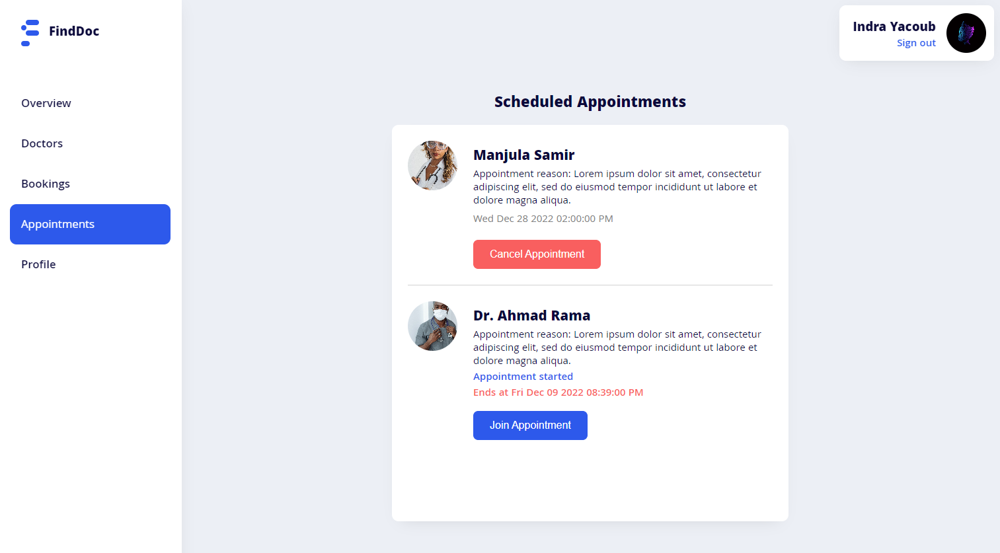 FindDoc
Indra Yacoub
Sign out
Overview
Doctors
Bookings
Appointments
Profile
Scheduled Appointments
Manjula Samir
Appointment reason: Lorem ipsum dolor sit amet, consectetur
adipiscing elit, sed do eiusmod tempor incididunt ut labore et
dolore magna aliqua.
Wed Dec 28 2022 02:00:00 PM
Cancel Appointment
Dr. Ahmad Rama
Appointment reason: Lorem ipsum dolor sit amet, consectetur
adipiscing elit, sed do eiusmod tempor incididunt ut labore et
dolore magna aliqua.
Appointment started
Ends at Fri Dec 09 2022 08:39:00 PM
Join Appointment